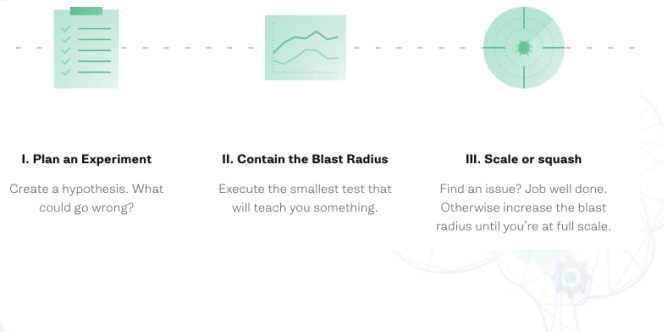 I. Plan an Experiment
Create a hypothesis. What
could go wrong?
II. Contain the Blast Radius
Execute the smallest test that
will teach you something.
III. Scale or squash
Find an issue? Job well done.
Otherwise increase the blast
radius until you’re at full scale.